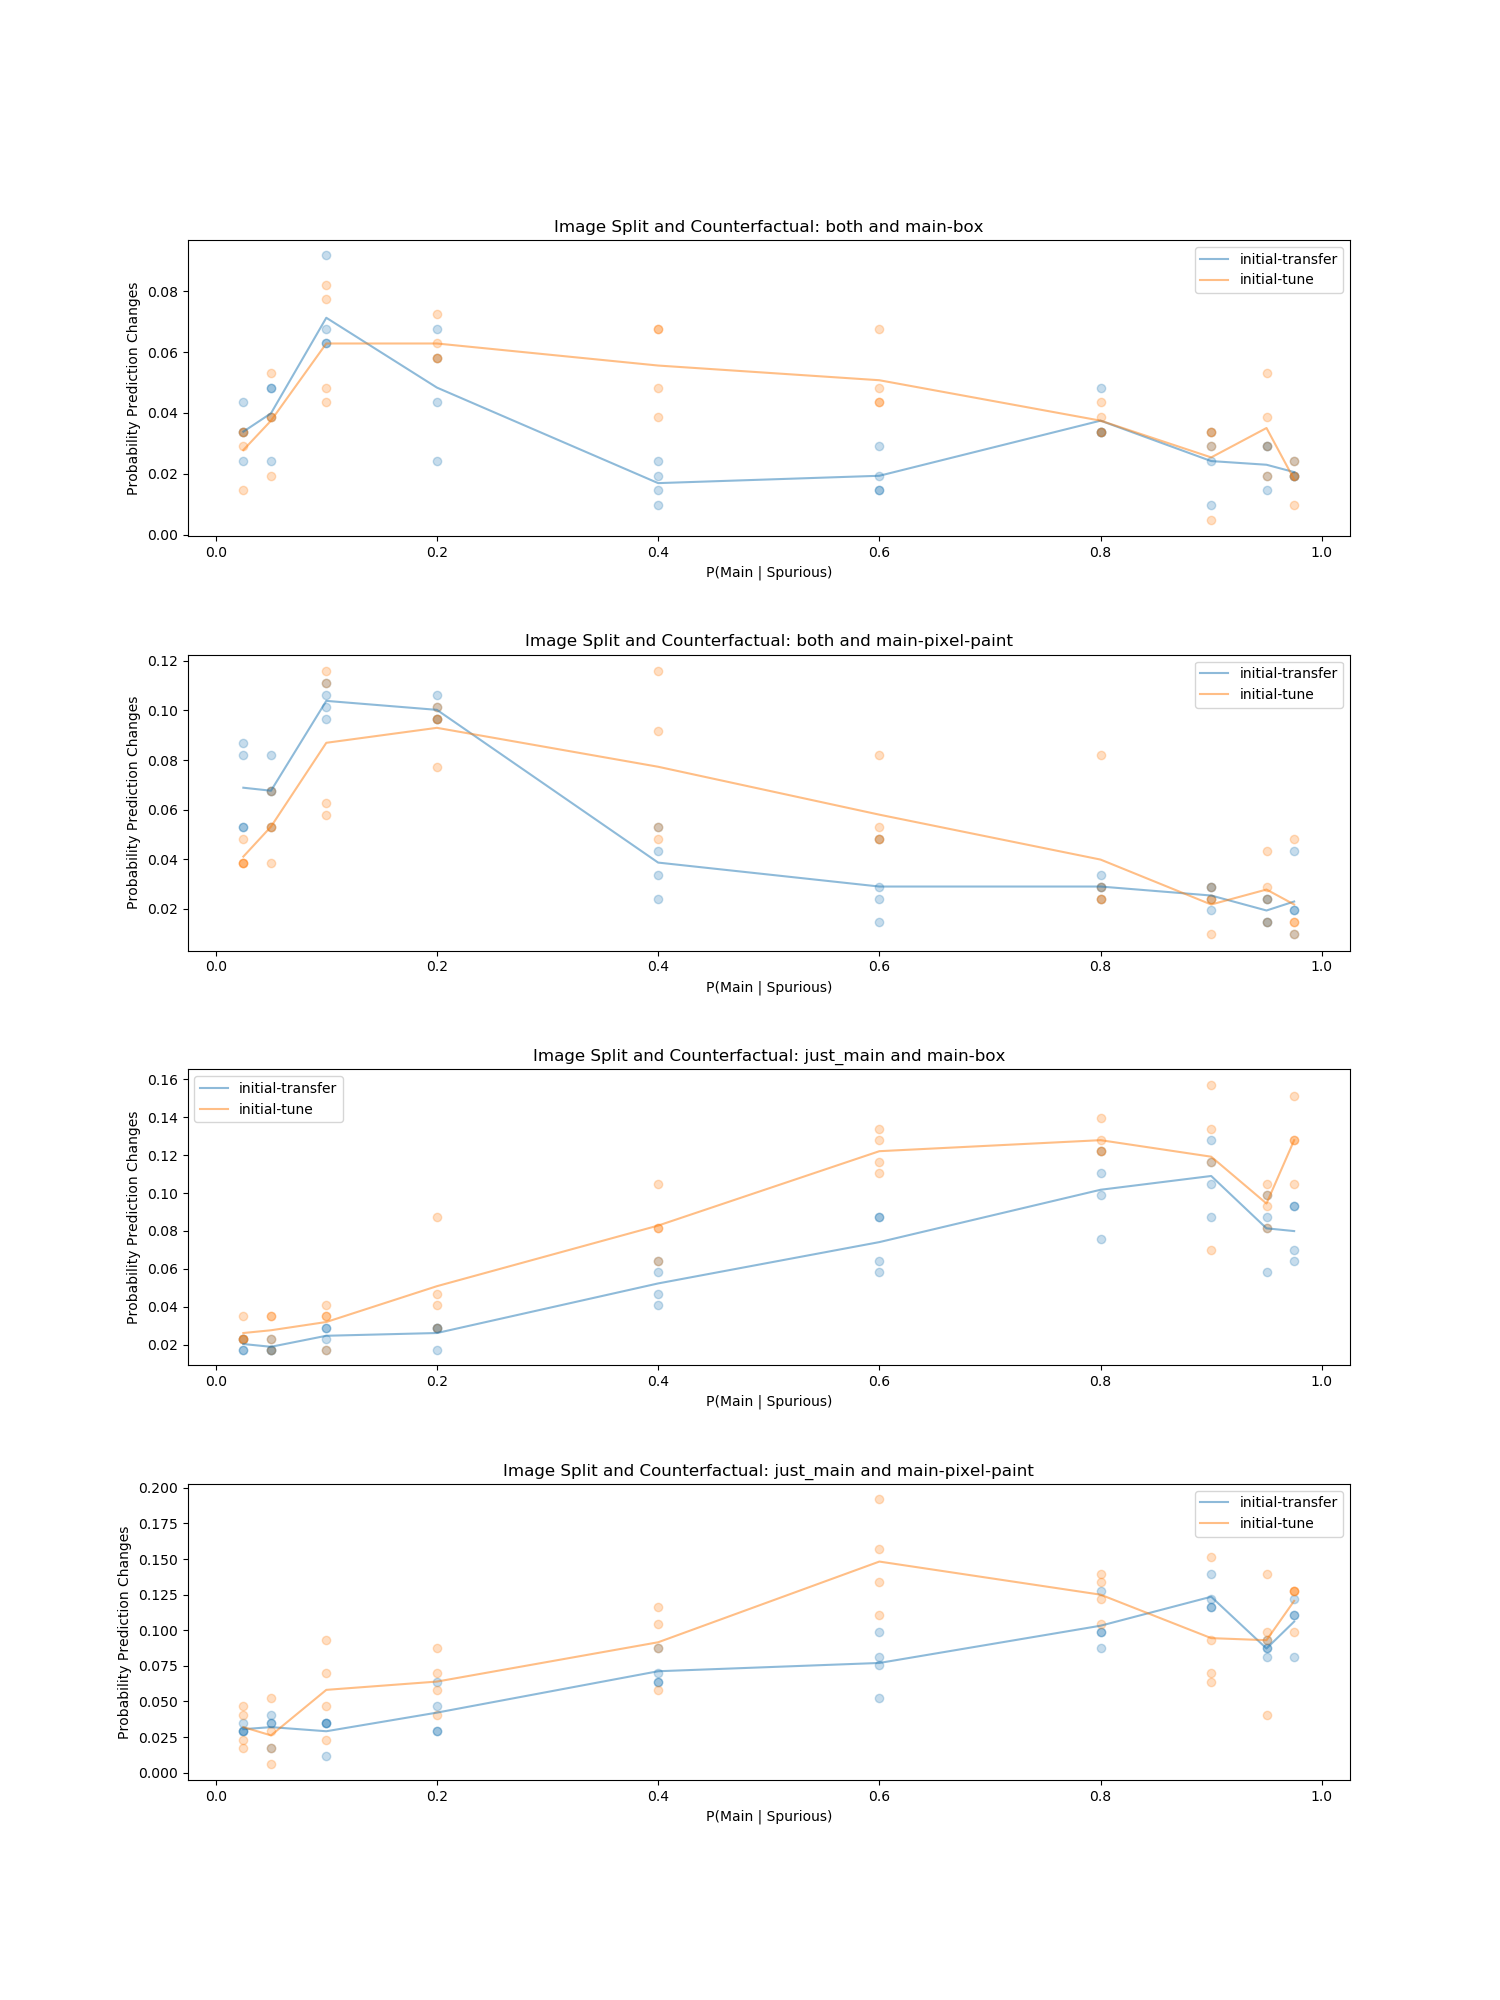 Image Split and Counterfactual: both and main-box
Probability Prediction Changes
0.08
0.06
0.04
0.02
0.00
initial-transfer
initial-tune
0.0 0.2 0.4 0.6 0.8 1.0
P(Main | Spurious)
Image Split and Counterfactual: both and main-pixel-paint
Probability Prediction Changes
0.12
0.10
0.08
0.06
0.04
0.02
initial-transfer
initial-tune
0.0 0.2 0.4 0.6 0.8 1.0
P(Main | Spurious)
Image Split and Counterfactual: just_main and main-box
Probability Prediction Changes
0.16
0.14
0.12
0.10
0.08
0.06
0.04
0.02
initial-transfer
initial-tune
0.0 0.2 0.4 0.6 0.8 1.0
P(Main | Spurious)
Image Split and Counterfactual: just_main and main-pixel-paint
Probability Prediction Changes
0.200
0.175
0.150
0.125
0.100
0.075
0.050
0.025
0.000
initial-transfer
initial-tune
0.0 0.2 0.4 0.6 0.8 1.0
P(Main | Spurious)